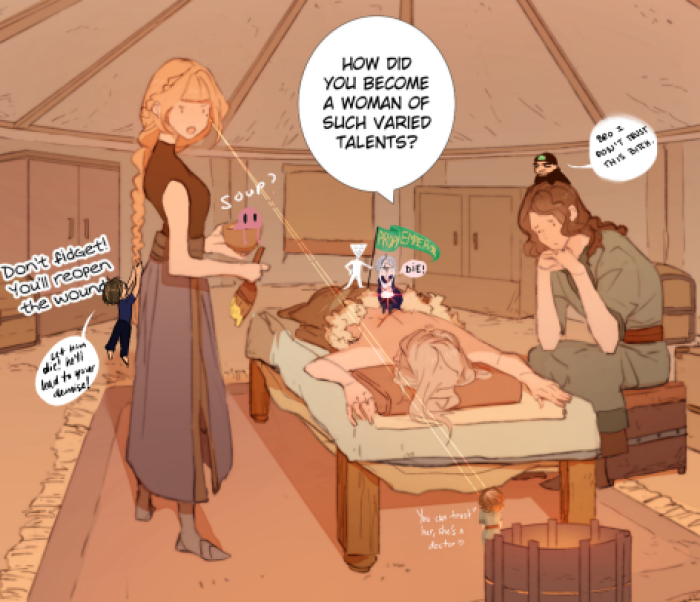 HOW DID
YOU BECOME
A WOMAN OF
SUCH VARIED
TALENTS?
BRO I
DON'T TRUST
THIS BITCH.
SOUP?
EMPEROR
DIE!
Don't fidget!
You'll reopen
the wound
Let him
die! he'll
lead to your
demise!
You can trust
her, she's a
doctor